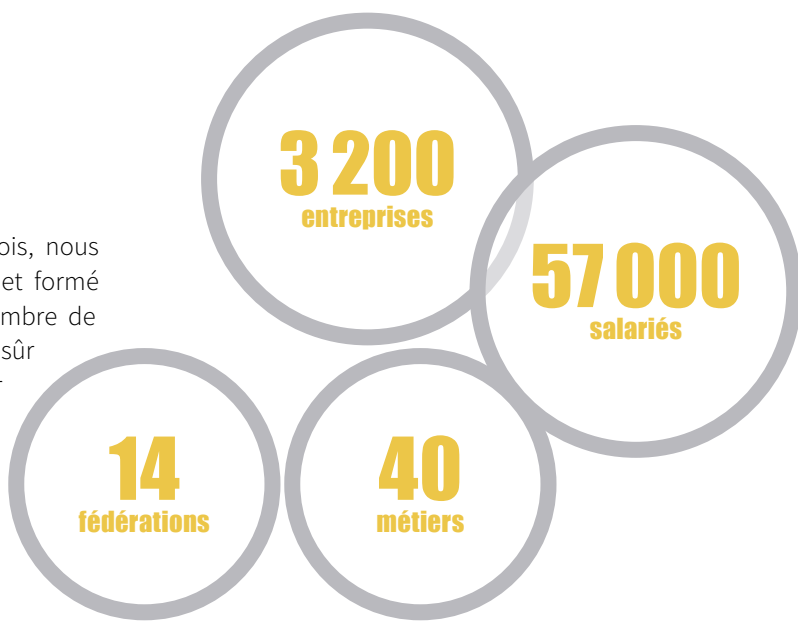 3 200
entreprises
ois, nous
et formé
mbre de
sûr
57 000
salariés
14
fédérations
40
métiers